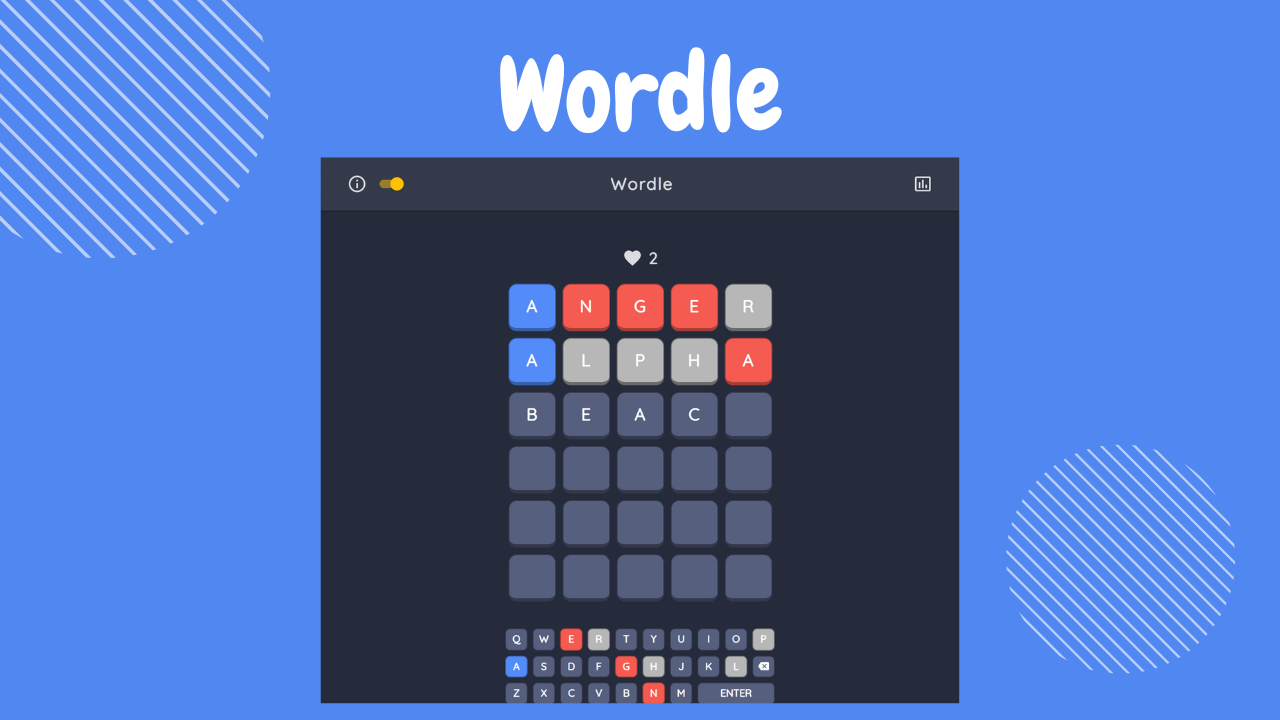 Wordle
Wordle
2
A N G E R
A L P H A
B E A C
Q W E R T Y U I O P
A S D F G H J K L
Z X C V B N M ENTER